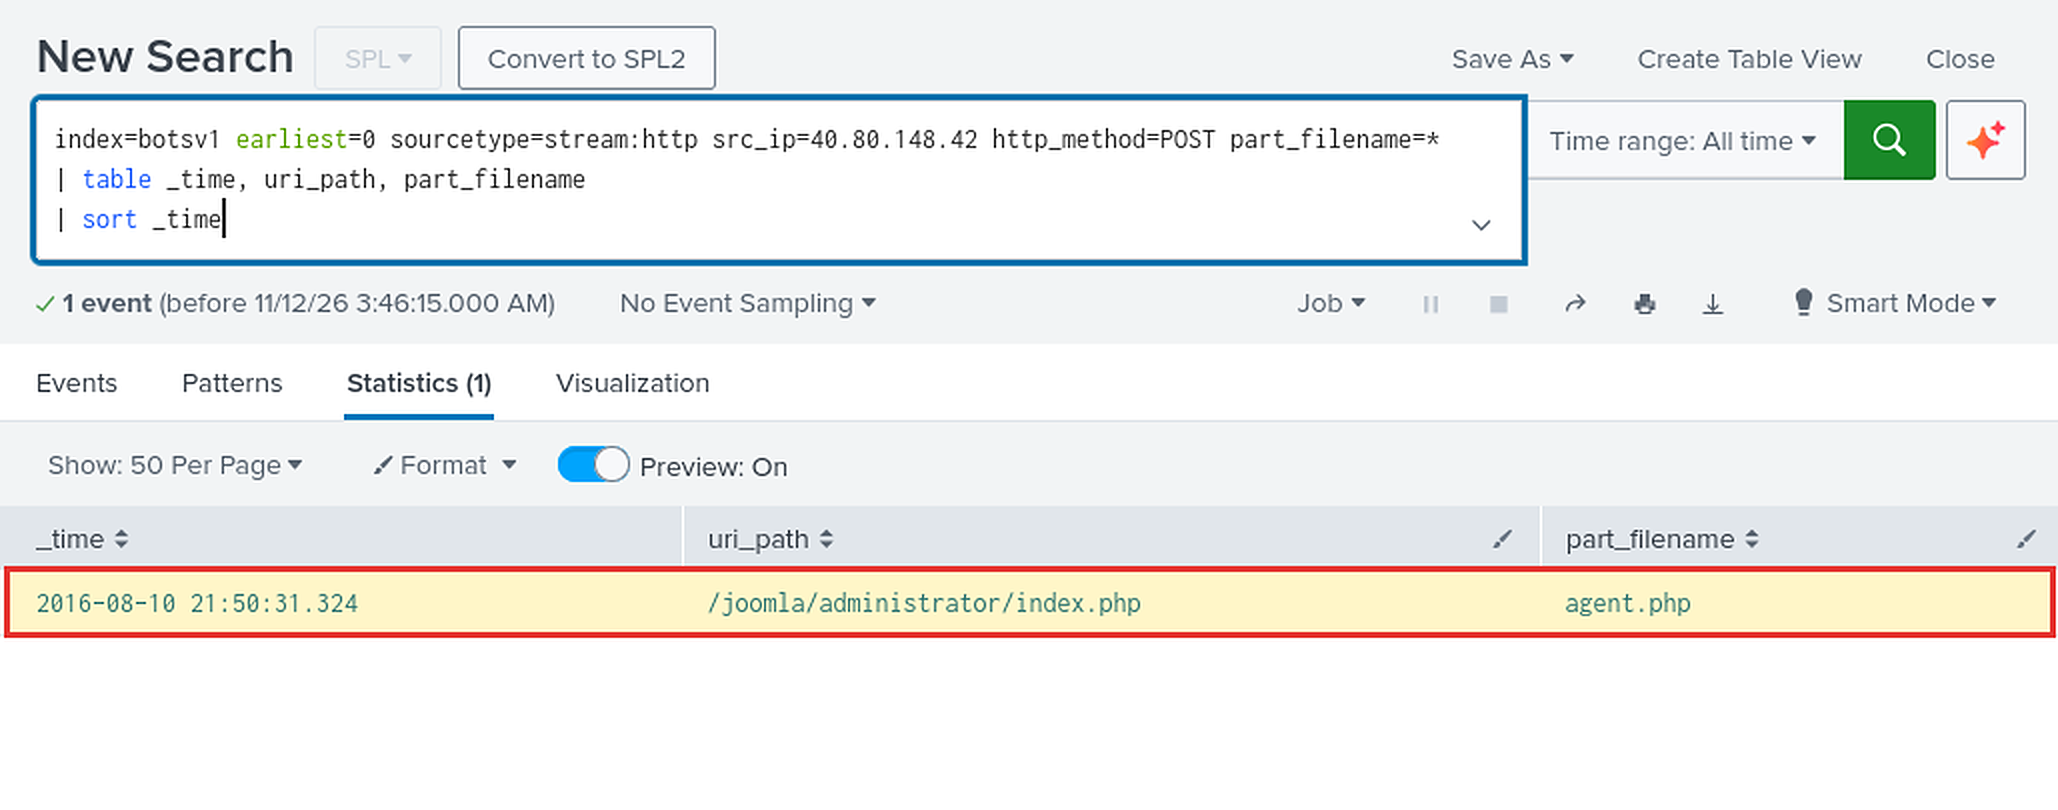 New Search SPL Convert to SPL2 Save As Create Table View Close
index=botsv1 earliest=0 sourcetype=stream:http src_ip=40.80.148.42 http_method=POST part_filename=* Time range: All time
| table _time, uri_path, part_filename
| sort _time
1 event (before 11/12/26 3:46:15.000 AM) No Event Sampling Job Smart Mode
Events Patterns Statistics (1) Visualization
Show: 50 Per Page Format Preview: On
_time uri_path part_filename
2016-08-10 21:50:31.324 /joomla/administrator/index.php agent.php